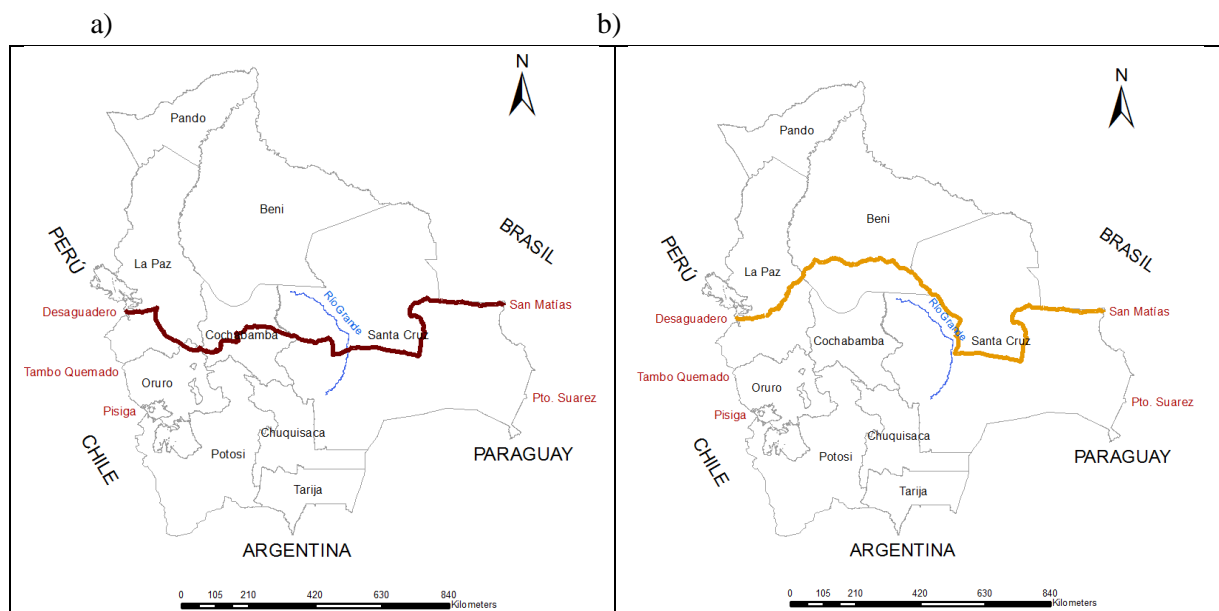 a)
b)
N
Pando
Beni
BRASIL
PERÚ
La Paz
Río Grande
San Matías
Desaguadero
Cochabamba
Santa Cruz
Tambo Quemado
Oruro
Pto. Suarez
Pisiga
Chuquisaca
CHILE
Potosi
PARAGUAY
Tarija
ARGENTINA
0 105 210 420 630 840
Kilometers
N
Pando
Beni
BRASIL
PERÚ
La Paz
Río Grande
San Matías
Desaguadero
Cochabamba
Santa Cruz
Tambo Quemado
Oruro
Pto. Suarez
Pisiga
Chuquisaca
CHILE
Potosi
PARAGUAY
Tarija
ARGENTINA
0 105 210 420 630 840
Kilometers